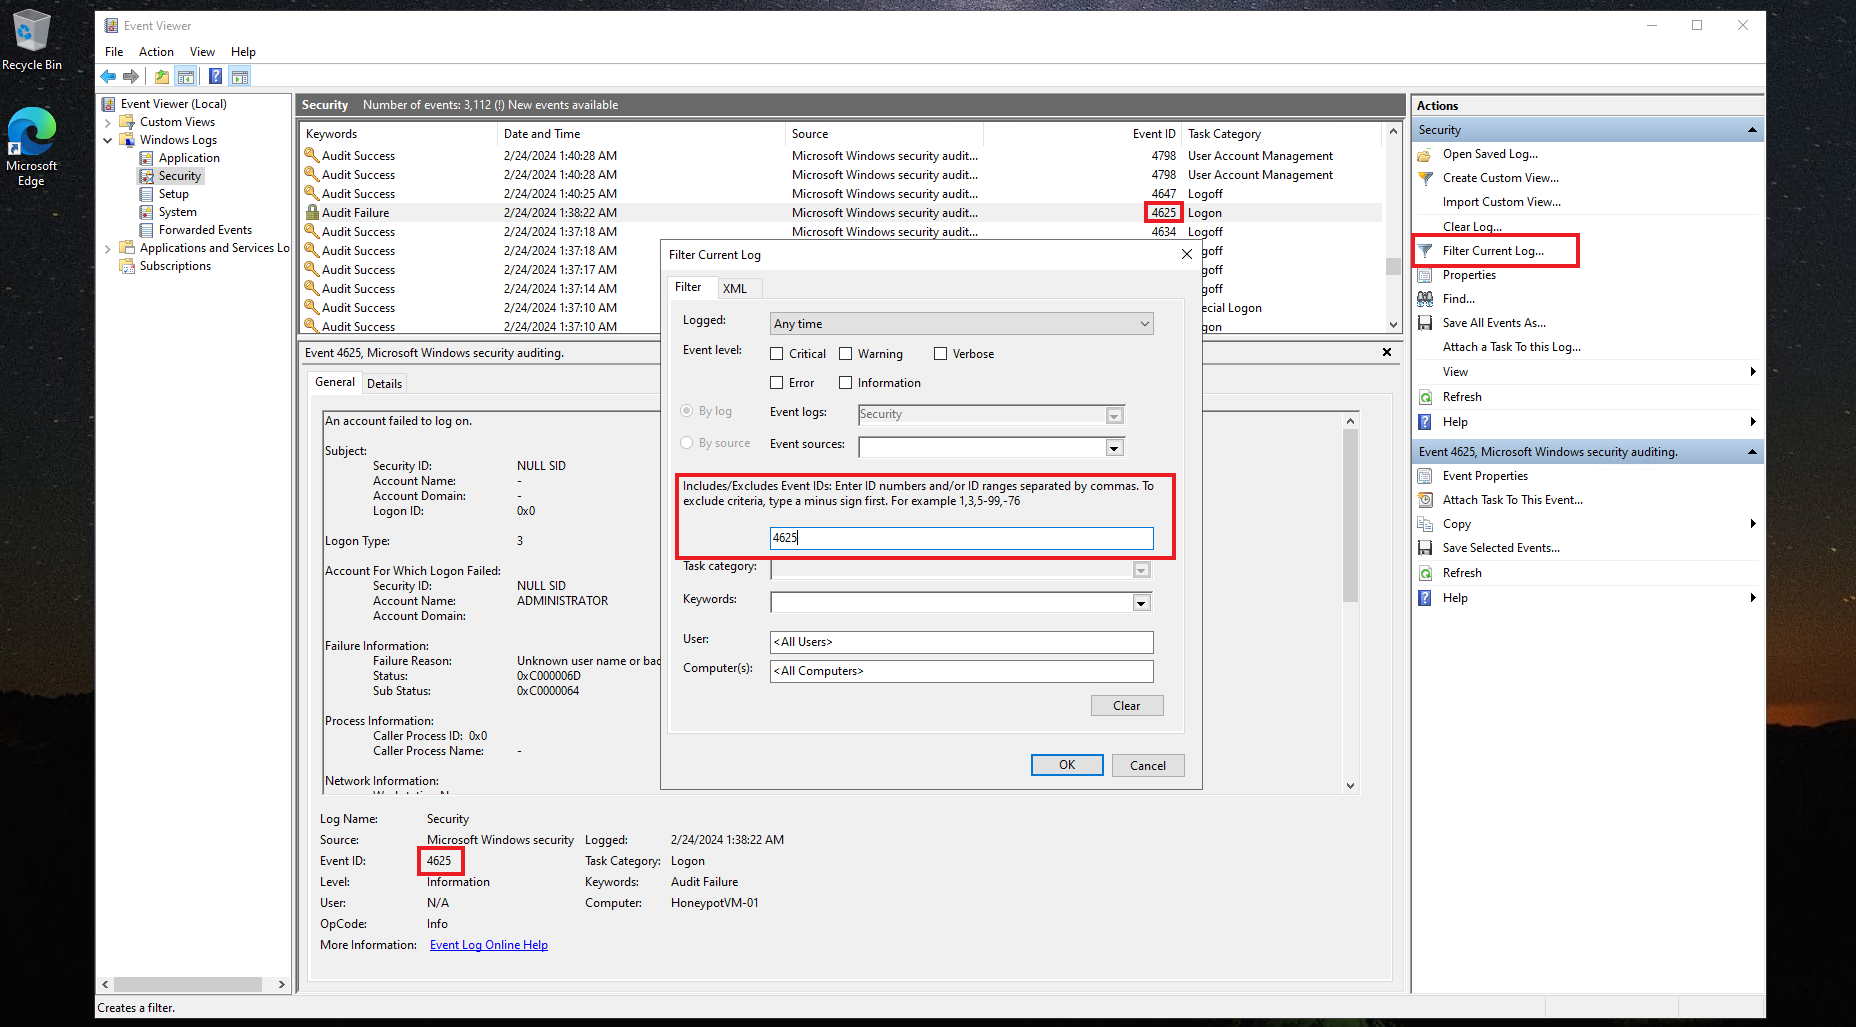 Recycle Bin
Microsoft
Edge
Event Viewer
File Action View Help
Event Viewer (Local)
Custom Views
Windows Logs
Application
Security
Setup
System
Forwarded Events
Applications and Services Lo
Subscriptions
Security Number of events: 3,112 (!) New events available
Keywords Date and Time Source Event ID Task Category
Audit Success 2/24/2024 1:40:28 AM Microsoft Windows security audit... 4798 User Account Management
Audit Success 2/24/2024 1:40:28 AM Microsoft Windows security audit... 4798 User Account Management
Audit Success 2/24/2024 1:40:25 AM Microsoft Windows security audit... 4647 Logoff
Audit Failure 2/24/2024 1:38:22 AM Microsoft Windows security audit... 4625 Logon
Audit Success 2/24/2024 1:37:18 AM Microsoft Windows security audit... 4634 Logoff
Audit Success 2/24/2024 1:37:18 AM goff
Audit Success 2/24/2024 1:37:17 AM goff
Audit Success 2/24/2024 1:37:14 AM goff
Audit Success 2/24/2024 1:37:10 AM ecial Logon
Audit Success 2/24/2024 1:37:10 AM gon
Event 4625, Microsoft Windows security auditing.
General Details
An account failed to log on.
Subject:
Security ID: NULL SID
Account Name: -
Account Domain: -
Logon ID: 0x0
Logon Type: 3
Account For Which Logon Failed:
Security ID: NULL SID
Account Name: ADMINISTRATOR
Account Domain:
Failure Information:
Failure Reason: Unknown user name or bad
Status: 0xC000006D
Sub Status: 0xC0000064
Process Information:
Caller Process ID: 0x0
Caller Process Name: -
Network Information:
Log Name: Security
Source: Microsoft Windows security Logged: 2/24/2024 1:38:22 AM
Event ID: 4625 Task Category: Logon
Level: Information Keywords: Audit Failure
User: N/A Computer: HoneypotVM-01
OpCode: Info
More Information: Event Log Online Help
Filter Current Log
Filter XML
Logged: Any time
Event level: Critical Warning Verbose
Error Information
By log Event logs: Security
By source Event sources:
Includes/Excludes Event IDs: Enter ID numbers and/or ID ranges separated by commas. To
exclude criteria, type a minus sign first. For example 1,3,5-99,-76
4625
Task category:
Keywords:
User: <All Users>
Computer(s): <All Computers>
Clear
OK Cancel
Actions
Security
Open Saved Log...
Create Custom View...
Import Custom View...
Clear Log...
Filter Current Log...
Properties
Find...
Save All Events As...
Attach a Task To this Log...
View
Refresh
Help
Event 4625, Microsoft Windows security auditing.
Event Properties
Attach Task To This Event...
Copy
Save Selected Events...
Refresh
Help
Creates a filter.